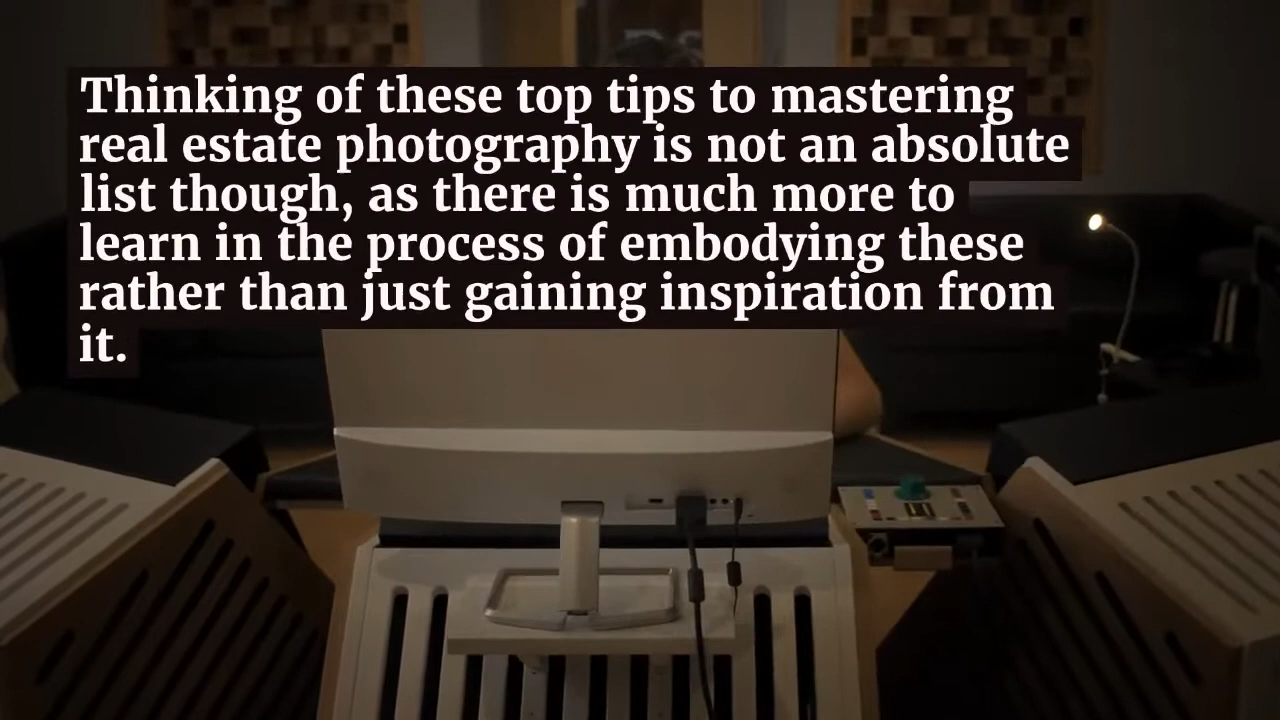 Thinking of these top tips to mastering
real estate photography is not an absolute
list though, as there is much more to
learn in the process of embodying these
rather than just gaining inspiration from
it.